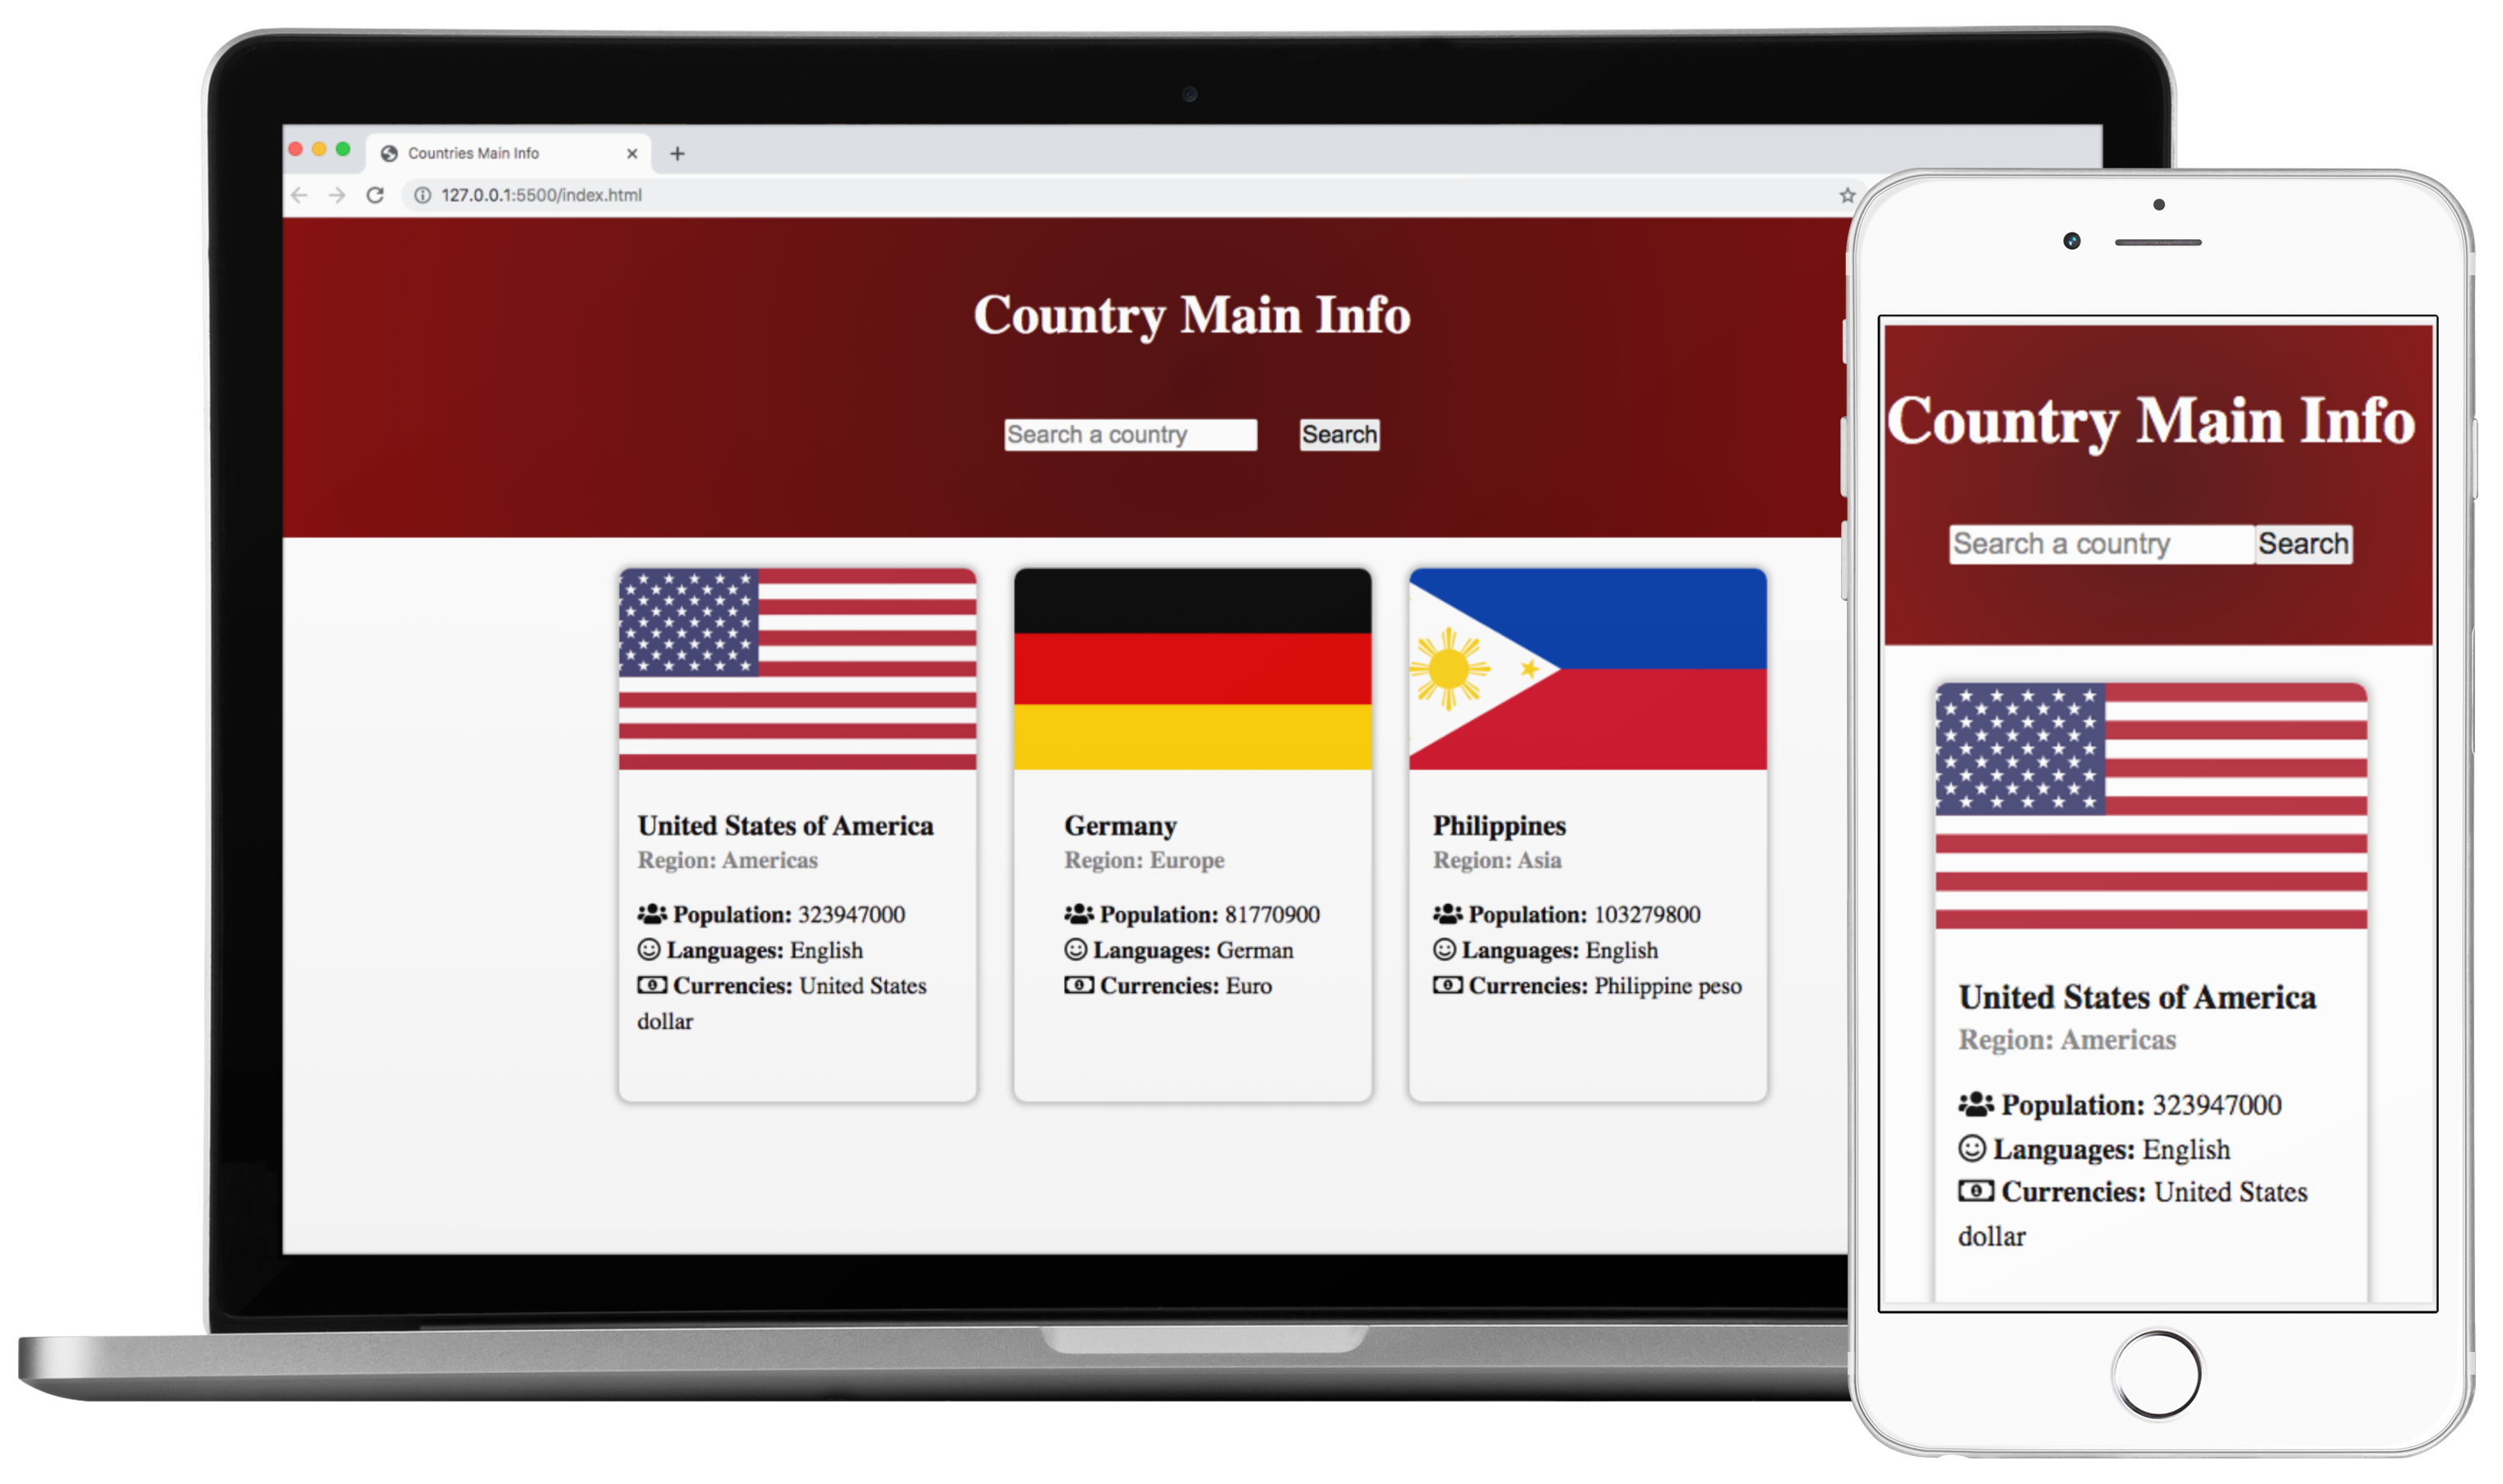 Countries Main Info
127.0.0.1:5500/index.html
Country Main Info
Search a country Search
United States of America
Region: Americas
Population: 323947000
Languages: English
Currencies: United States
dollar
Germany
Region: Europe
Population: 81770900
Languages: German
Currencies: Euro
Philippines
Region: Asia
Population: 103279800
Languages: English
Currencies: Philippine peso
Country Main Info
Search a country Search
United States of America
Region: Americas
Population: 323947000
Languages: English
Currencies: United States
dollar